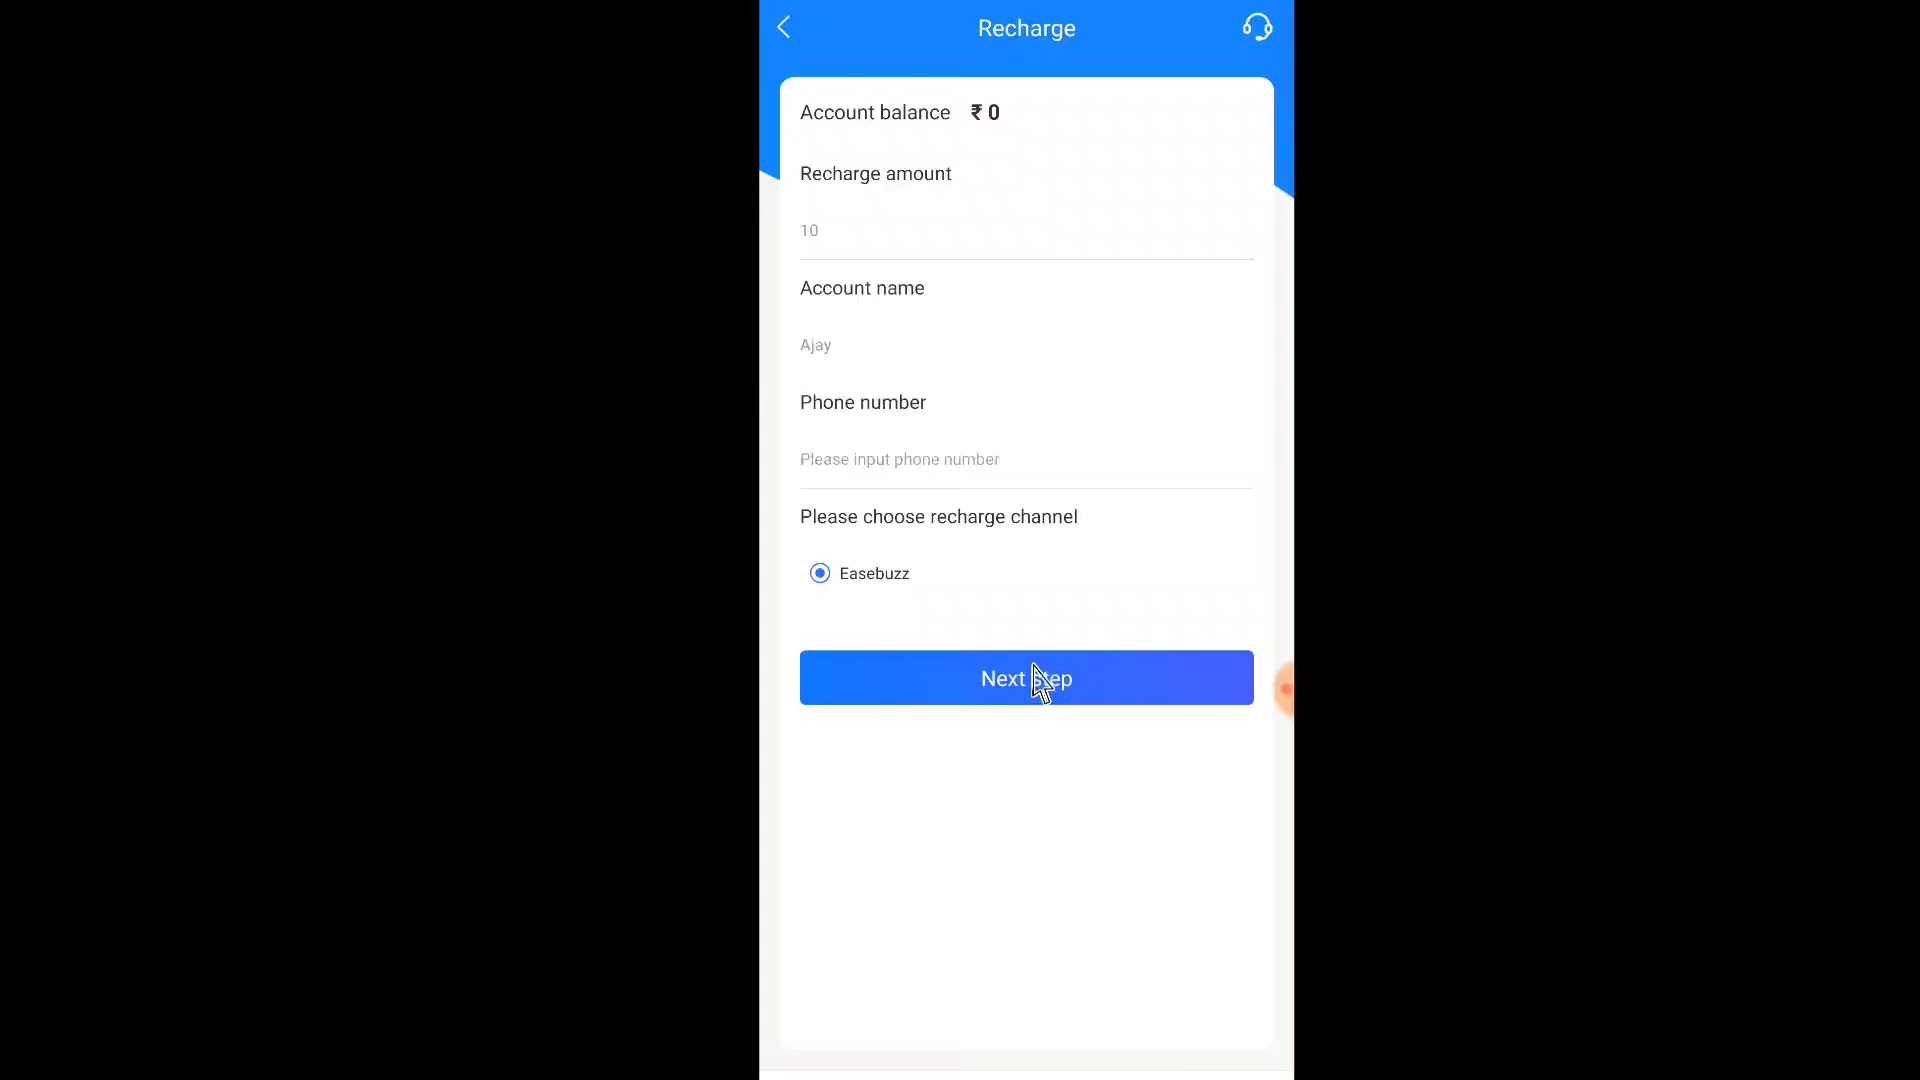 Recharge
Account balance ₹ 0
Recharge amount
10
Account name
Ajay
Phone number
Please input phone number
Please choose recharge channel
Easebuzz
Next step